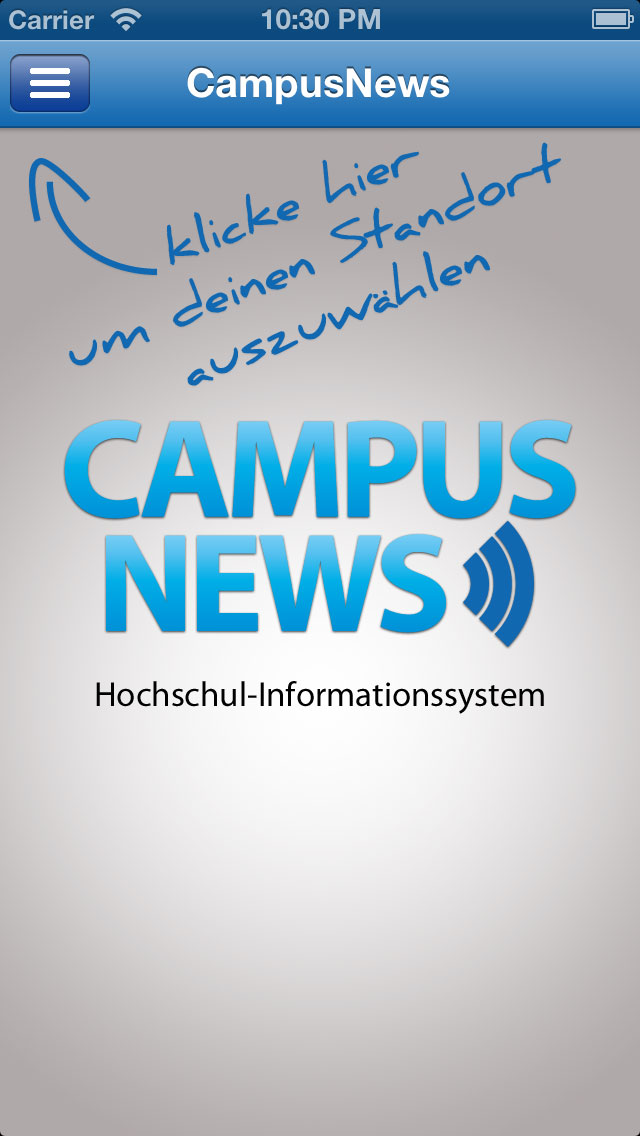 Carrier 10:30 PM
CampusNews
klicke hier
um deinen Standort
auszuwählen
CAMPUS
NEWS
Hochschul-Informationssystem